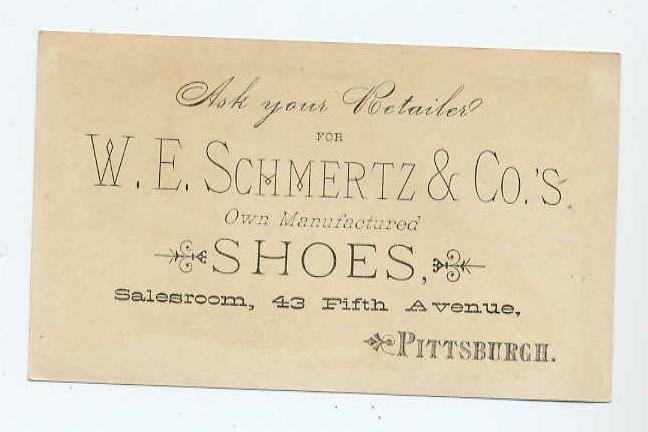 Ask your Retailer
FOR
W. E. SCHMERTZ & CO.'S.
Own Manufactured
SHOES,
Salesroom, 43 Fifth Avenue,
PITTSBURGH.